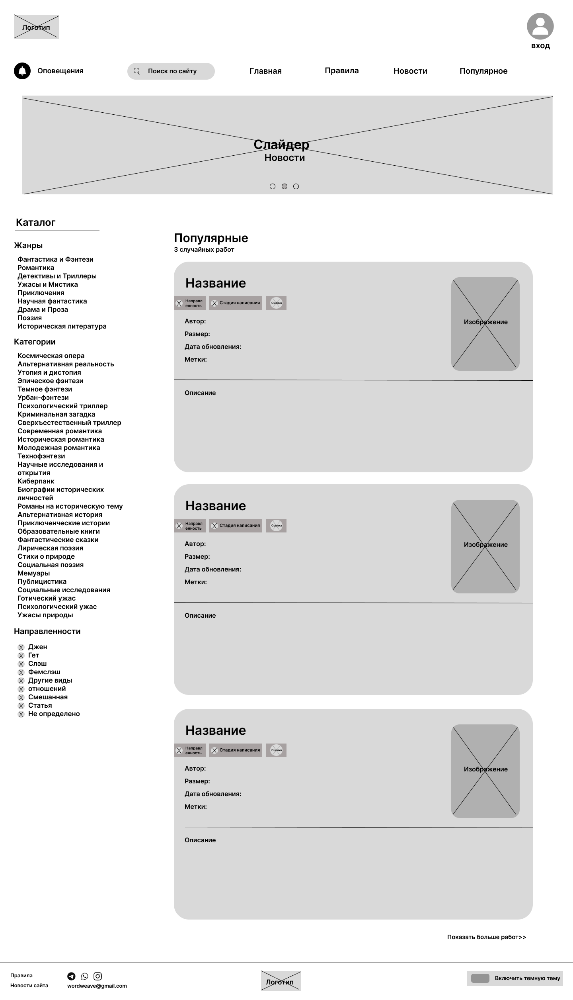 Логотип
вход
Оповещения
Поиск по сайту
Главная
Правила
Новости
Популярное
Слайдер
Новости
Каталог
Жанры
Фантастика и Фэнтези
Романтика
Детективы и Триллеры
Ужасы и Мистика
Приключения
Научная фантастика
Драма и Проза
Поэзия
Историческая литература
Категории
Космическая опера
Альтернативная реальность
Утопия и дистопия
Эпическое фэнтези
Темное фэнтези
Урбан-фэнтези
Психологический триллер
Криминальная загадка
Сверхъестественный триллер
Современная романтика
Историческая романтика
Молодежная романтика
Технофэнтези
Научные исследования и
открытия
Киберпанк
Биографии исторических
личностей
Романы на историческую тему
Альтернативная история
Приключенческие истории
Образовательные книги
Фантастические сказки
Лирическая поэзия
Стихи о природе
Социальная поэзия
Мемуары
Публицистика
Социальные исследования
Готический ужас
Психологический ужас
Ужасы природы
Направленности
Джен
Гет
Слэш
Фемслэш
Другие виды
отношений
Смешанная
Статья
Не определено
Популярные
3 случайных работ
Название
Направл
енность
Стадия написания
Оценка
Автор:
Размер:
Дата обновления:
Метки:
Изображение
Описание
Название
Направл
енность
Стадия написания
Оценка
Автор:
Размер:
Дата обновления:
Метки:
Изображение
Описание
Название
Направл
енность
Стадия написания
Оценка
Автор:
Размер:
Дата обновления:
Метки:
Изображение
Описание
Показать больше работ>>
Правила
Новости сайта
wordweave@gmail.com
Логотип
Включить темную тему